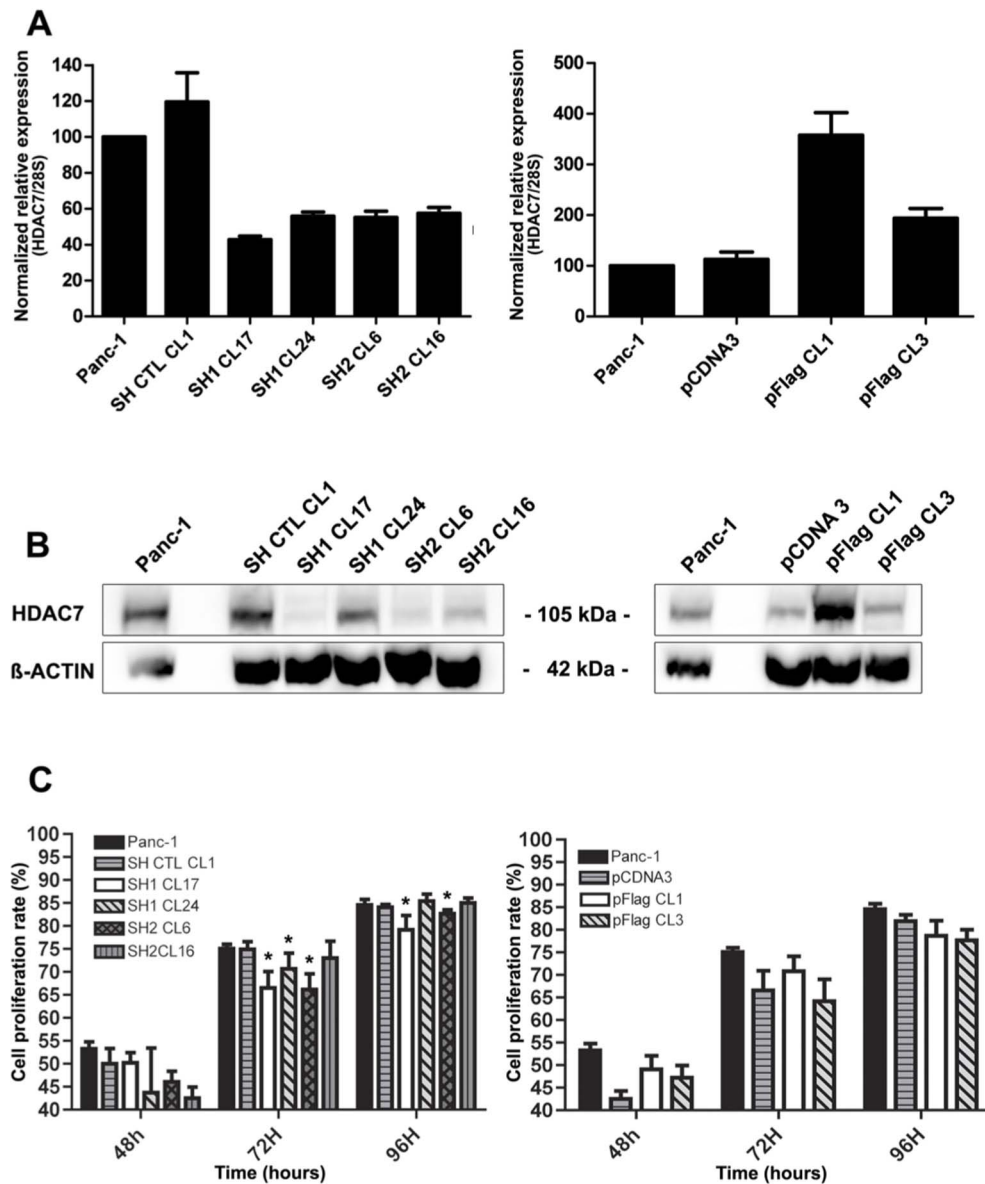 A
Normalized relative expression
(HDAC7/28S)
140
120
100
80
60
40
20
0
Panc-1
SH CTL CL1
SH1 CL17
SH1 CL24
SH2 CL6
SH2 CL16
Normalized relative expression
(HDAC7/28S)
500
400
300
200
100
0
Panc-1
pCDNA3
pFlag CL1
pFlag CL3
B
Panc-1
SH CTL CL1
SH1 CL17
SH1 CL24
SH2 CL6
SH2 CL16
Panc-1
pCDNA 3
pFlag CL1
pFlag CL3
HDAC7
- 105 kDa -
ß-ACTIN
- 42 kDa -
C
Cell proliferation rate (%)
100
95
90
85
80
75
70
65
60
55
50
45
40
Panc-1
SH CTL CL1
SH1 CL17
SH1 CL24
SH2 CL6
SH2CL16
* * *
* *
48h
72H
96H
Time (hours)
Cell proliferation rate (%)
100
95
90
85
80
75
70
65
60
55
50
45
40
Panc-1
pCDNA3
pFlag CL1
pFlag CL3
48h
72H
96H
Time (hours)